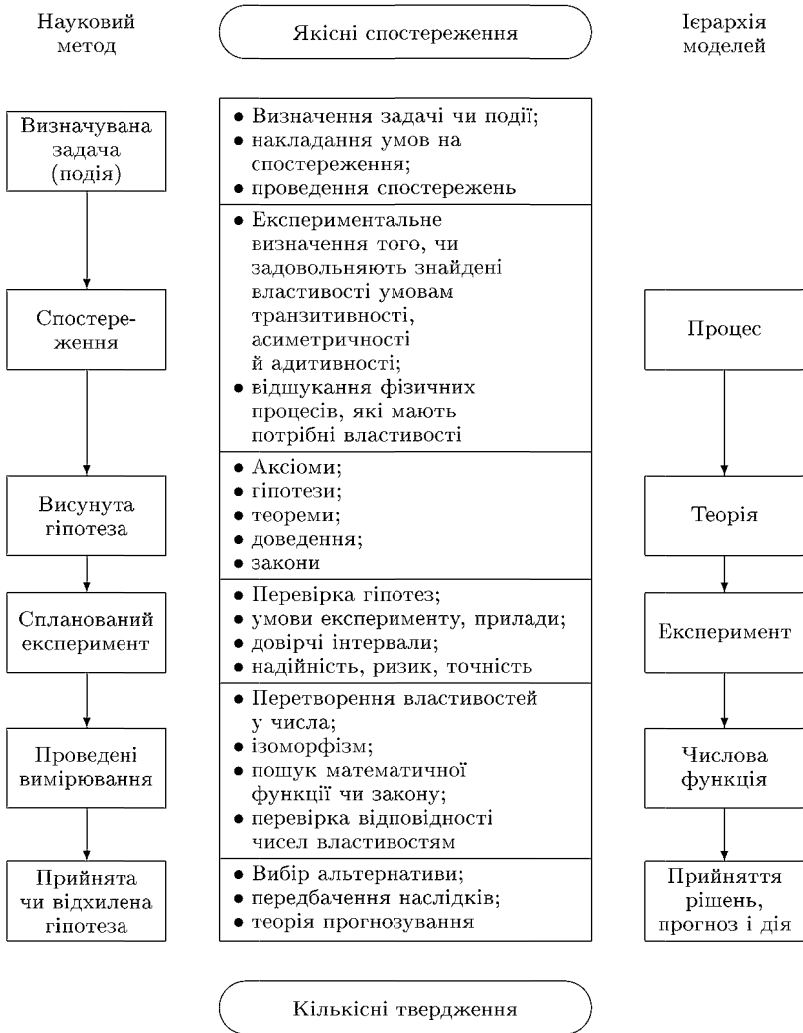 Науковий
метод
Якісні спостереження
Ієрархія
моделей
Визначувана
задача
(подія)
• Визначення задачі чи події;
• накладання умов на
спостереження;
• проведення спостережень
Спостере-
ження
• Експериментальне
визначення того, чи
задовольняють знайдені
властивості умовам
транзитивності,
асиметричності
й адитивності;
• відшукання фізичних
процесів, які мають
потрібні властивості
Процес
Висунута
гіпотеза
• Аксіоми;
• гіпотези;
• теореми;
• доведення;
• закони
Теорія
Спланований
експеримент
• Перевірка гіпотез;
• умови експерименту, прилади;
• довірчі інтервали;
• надійність, ризик, точність
Експеримент
Проведені
вимірювання
• Перетворення властивостей
у числа;
• ізоморфізм;
• пошук математичної
функції чи закону;
• перевірка відповідності
чисел властивостям
Числова
функція
Прийнята
чи відхилена
гіпотеза
• Вибір альтернативи;
• передбачення наслідків;
• теорія прогнозування
Прийняття
рішень,
прогноз і дія
Кількісні твердження